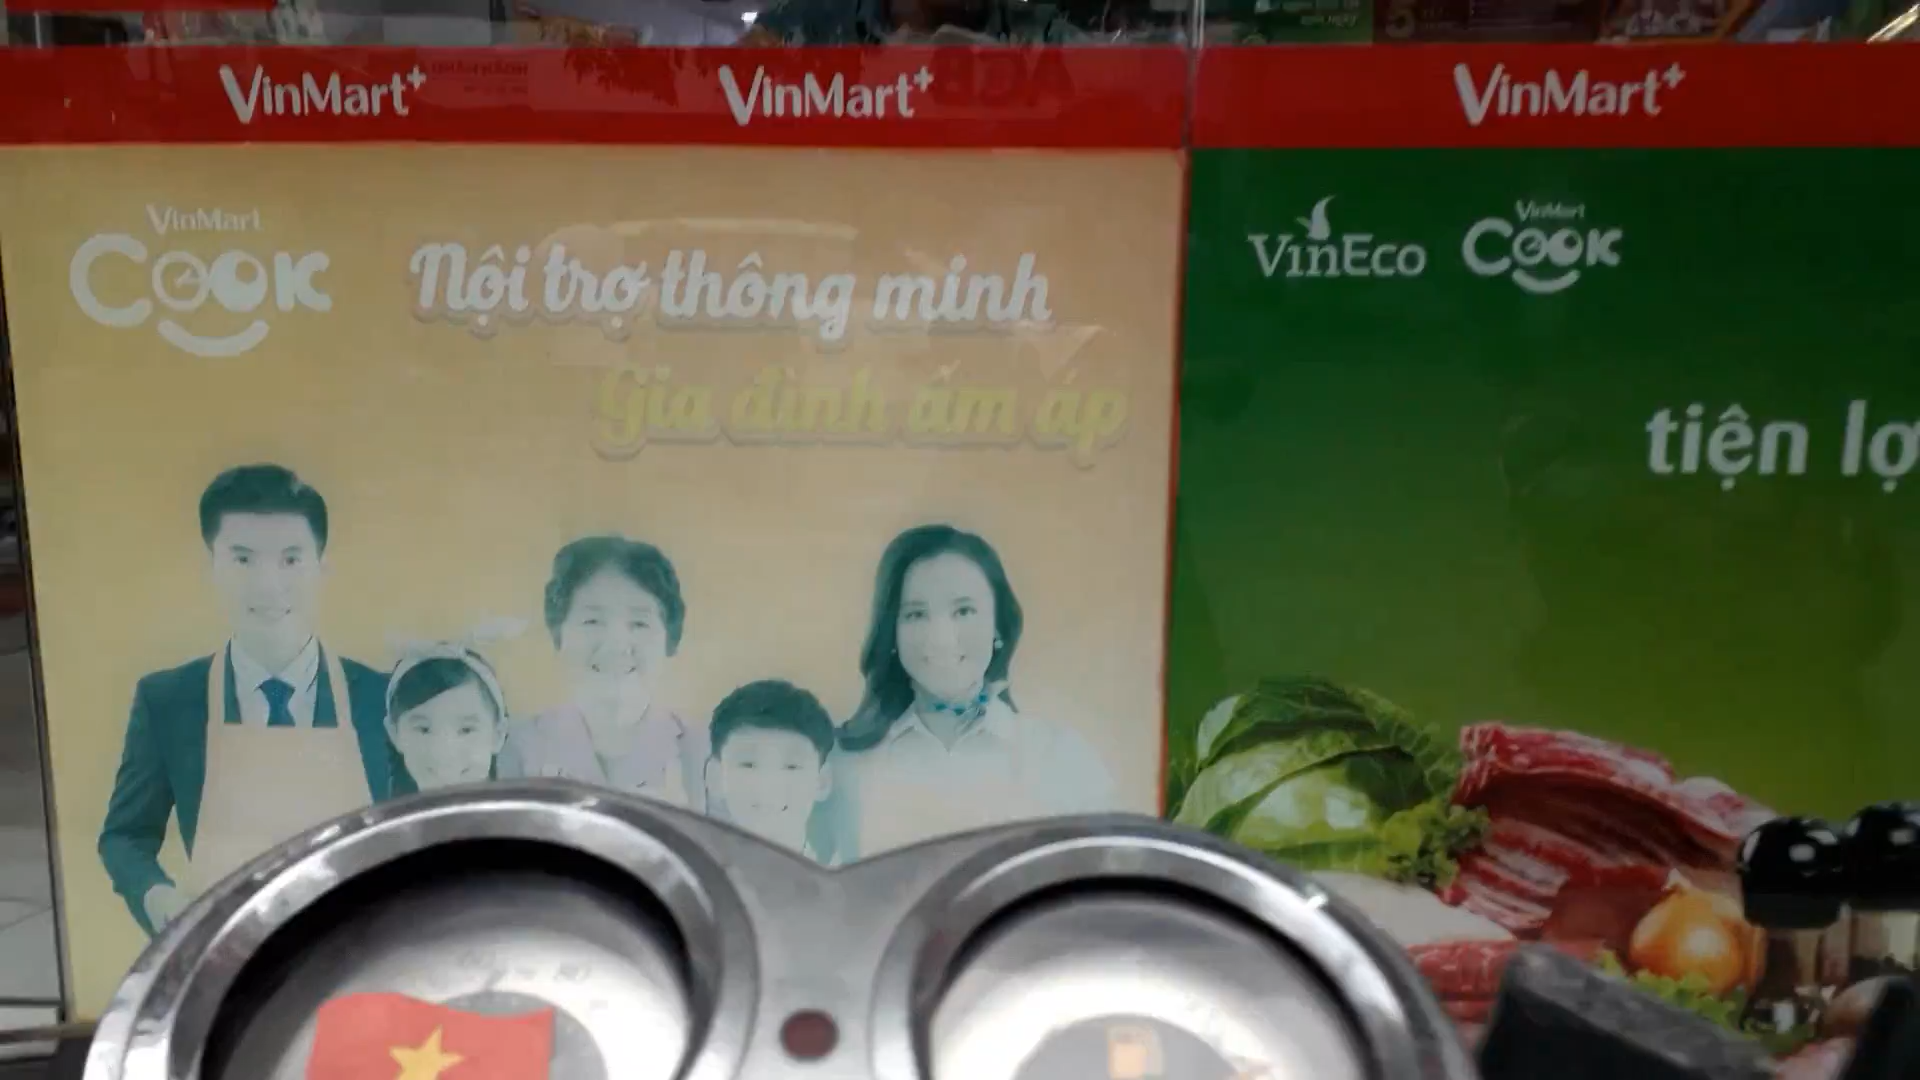 VinMart+
VinMart+
VinMart+
VinMart
COOK
Nội trợ thông minh
Gia đình ấm áp
VinEco
VinMart
COOK
tiện lợ